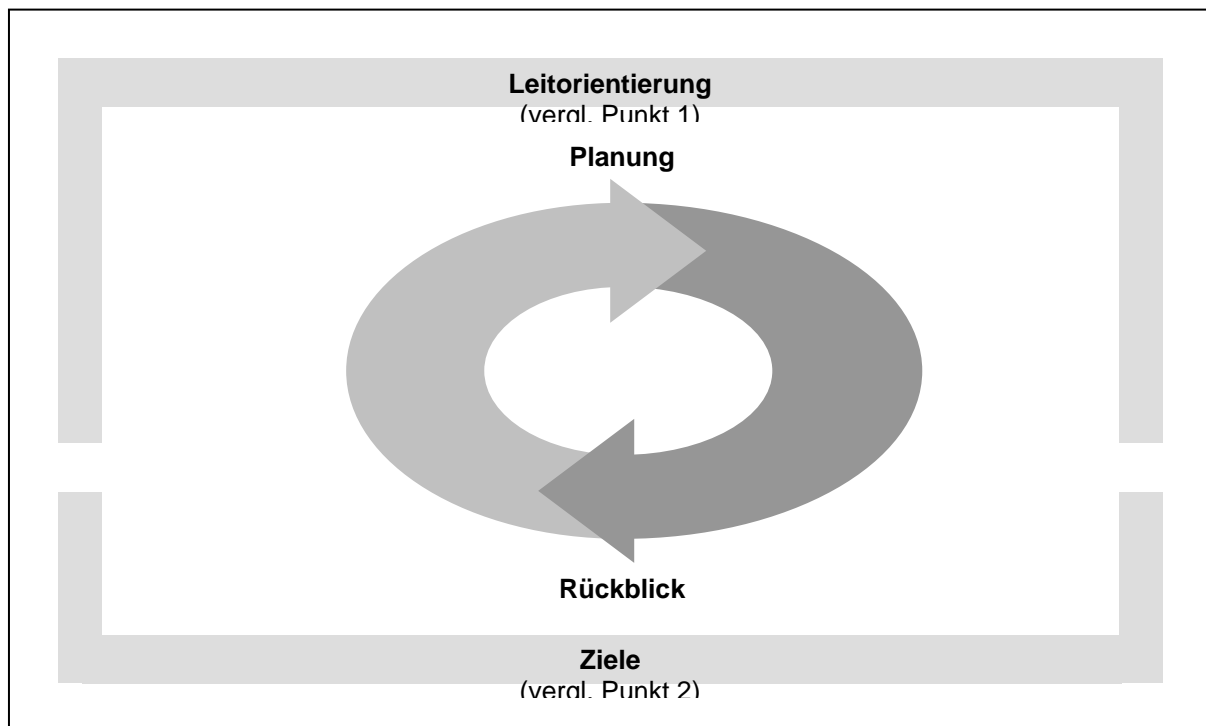 Leitorientierung
(vergl. Punkt 1)
Planung
Rückblick
Ziele
(vergl. Punkt 2)